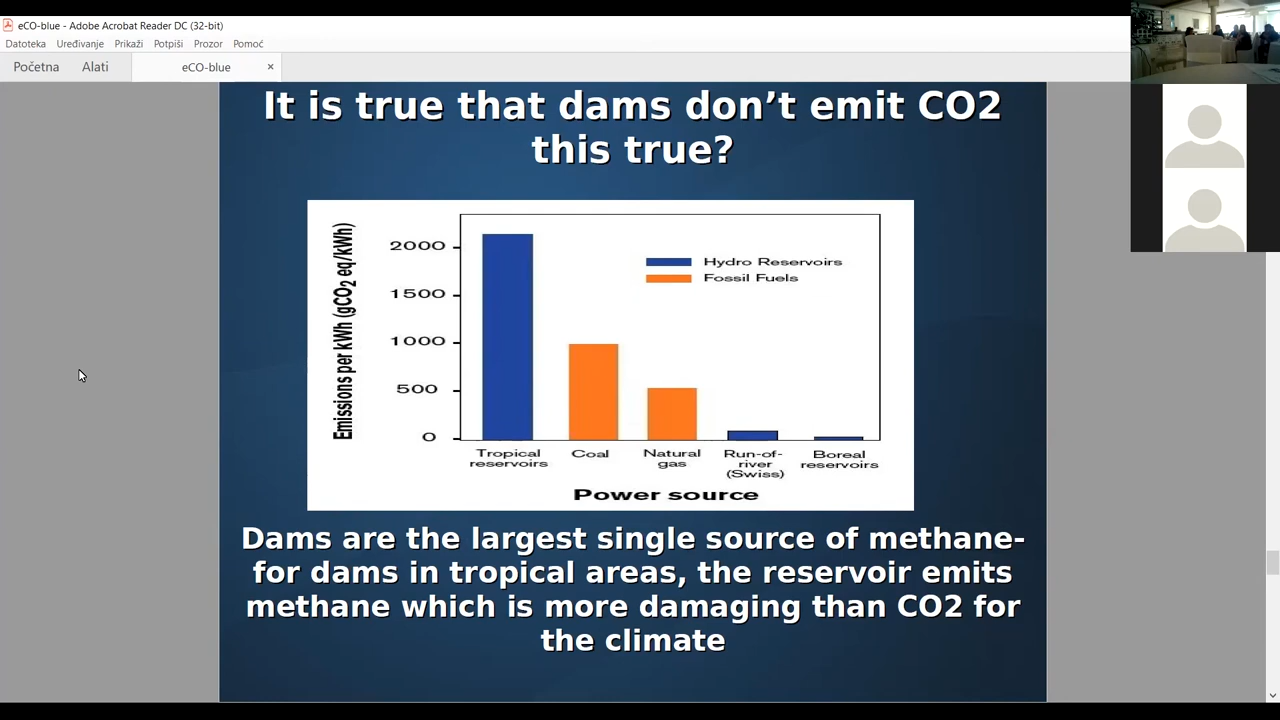 eCO-blue - Adobe Acrobat Reader DC (32-bit)
Datoteka Uređivanje Prikaži Potpiši Prozor Pomoć
Početna Alati eCO-blue ×
It is true that dams don’t emit CO2
this true?
Emissions per kWh (gCO2 eq/kWh)
2000
1500
1000
500
0
Hydro Reservoirs
Fossil Fuels
Tropical
reservoirs
Coal
Natural
gas
Run-of-
river
(Swiss)
Boreal
reservoirs
Power source
Dams are the largest single source of methane-
for dams in tropical areas, the reservoir emits
methane which is more damaging than CO2 for
the climate